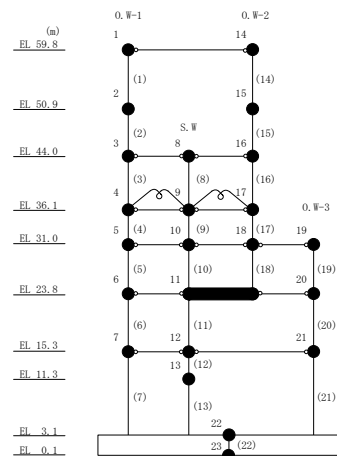 O.W-1 O.W-2
(m)
1 14
EL 59.8
(1) (14)
2 15
EL 50.9
(2) S.W (15)
3 8 16
EL 44.0
(3) (8) (16)
4 9 17
EL 36.1
O.W-3
(4) (9) (17)
5 10 18 19
EL 31.0
(5) (10) (18) (19)
6 11 20
EL 23.8
(6) (11) (20)
7 12 21
EL 15.3
(12)
13
EL 11.3
(7) (13) (21)
22
EL 3.1
23 (22)
EL 0.1